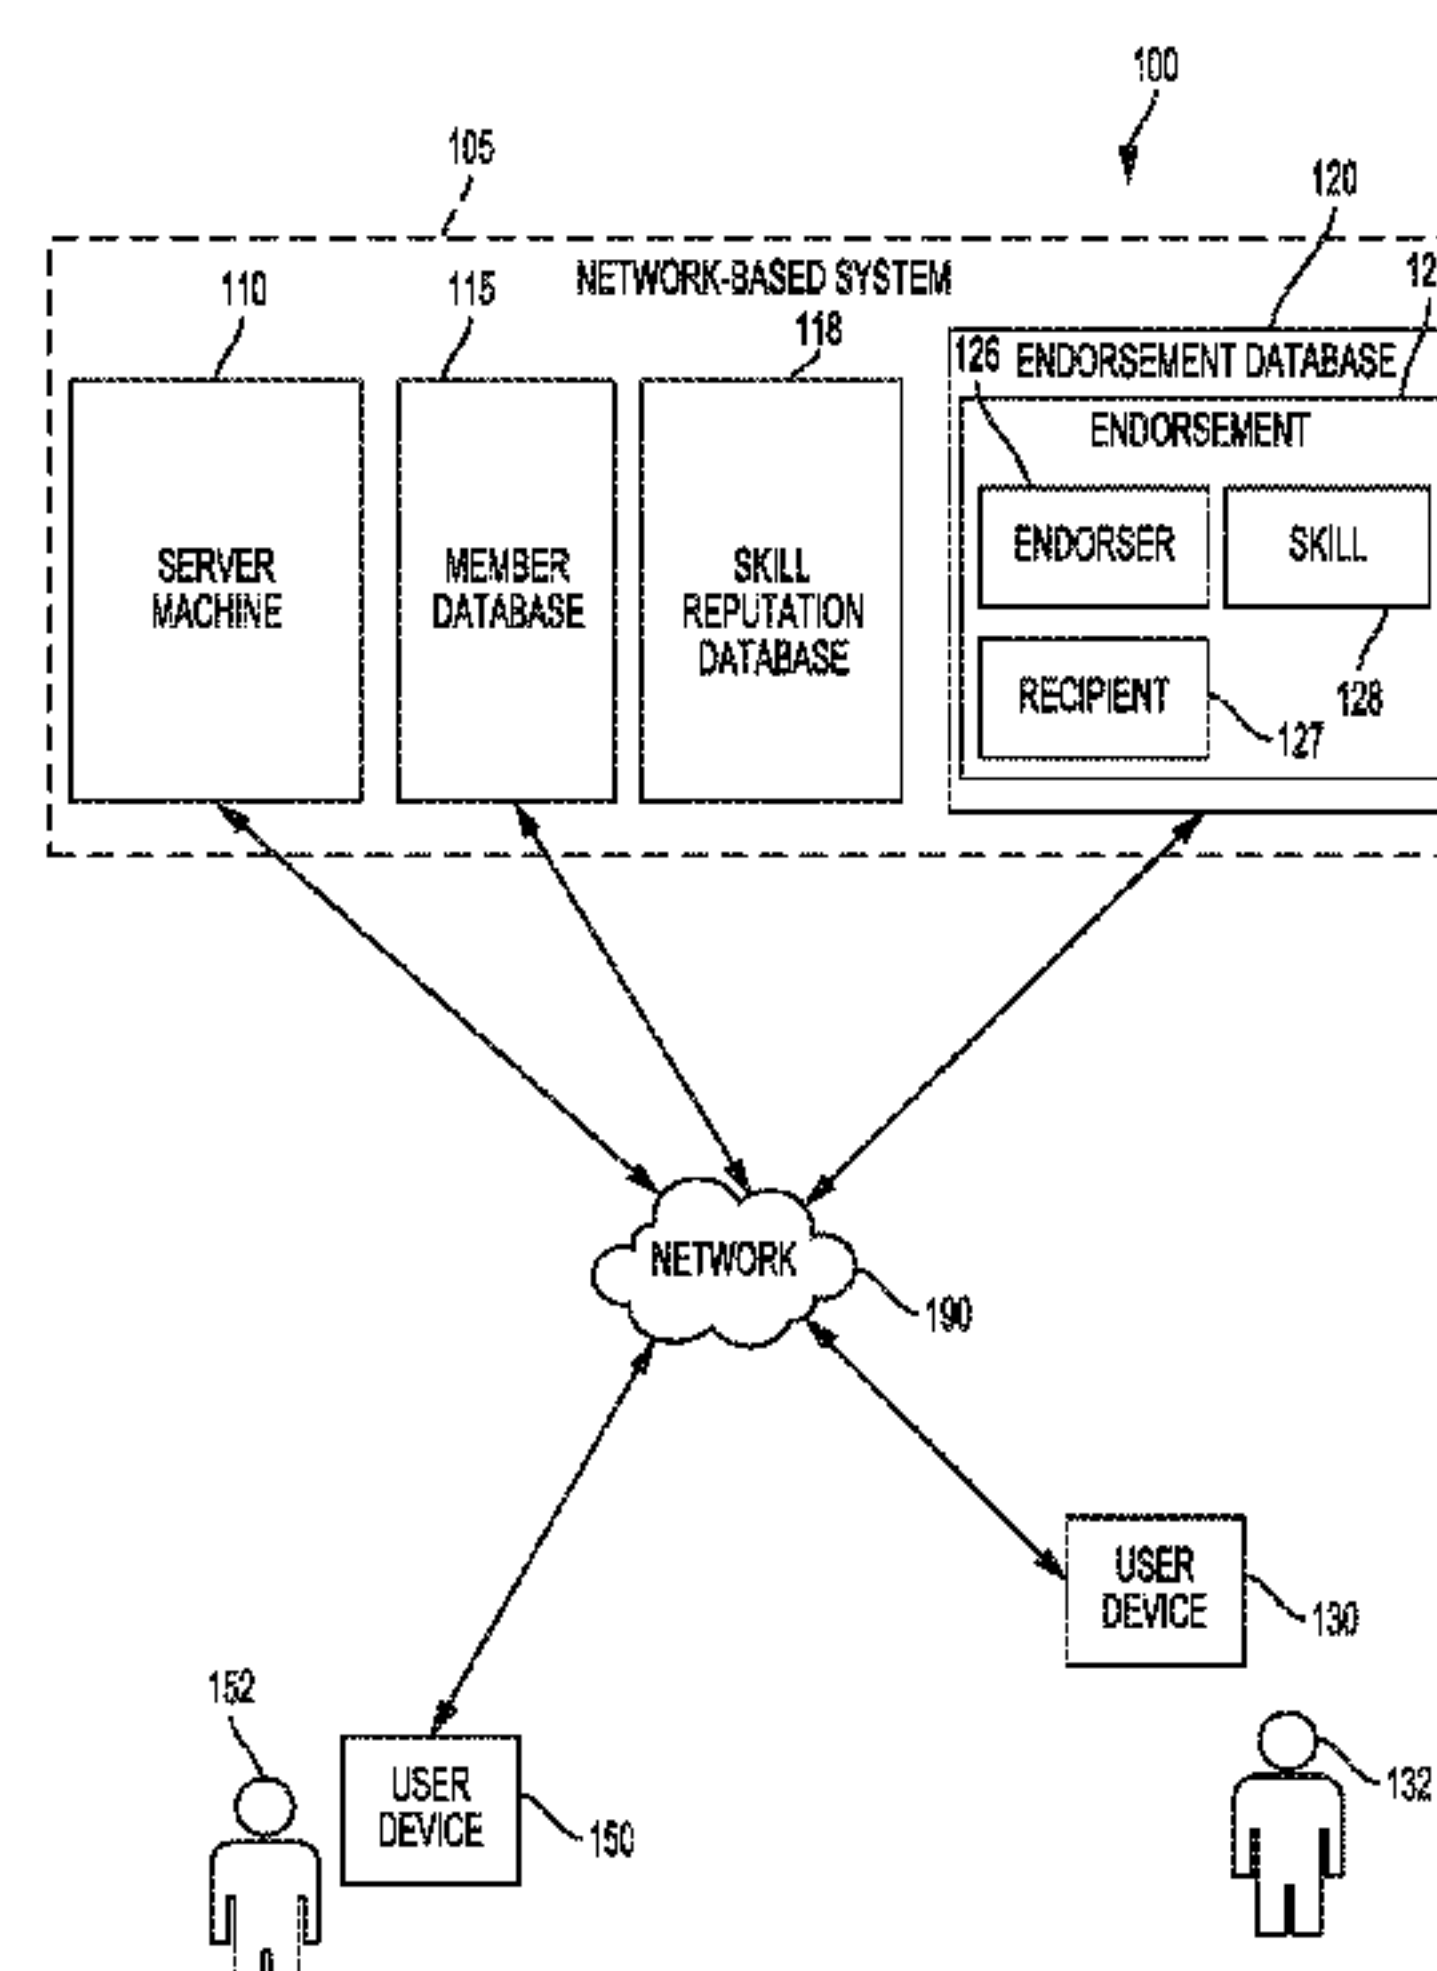 100
105
120
NETWORK-BASED SYSTEM
110
115
118
126
ENDORSEMENT DATABASE
ENDORSEMENT
SERVER
MACHINE
MEMBER
DATABASE
SKILL
REPUTATION
DATABASE
ENDORSER
SKILL
RECIPIENT
128
127
NETWORK
190
USER
DEVICE
130
152
USER
DEVICE
150
132